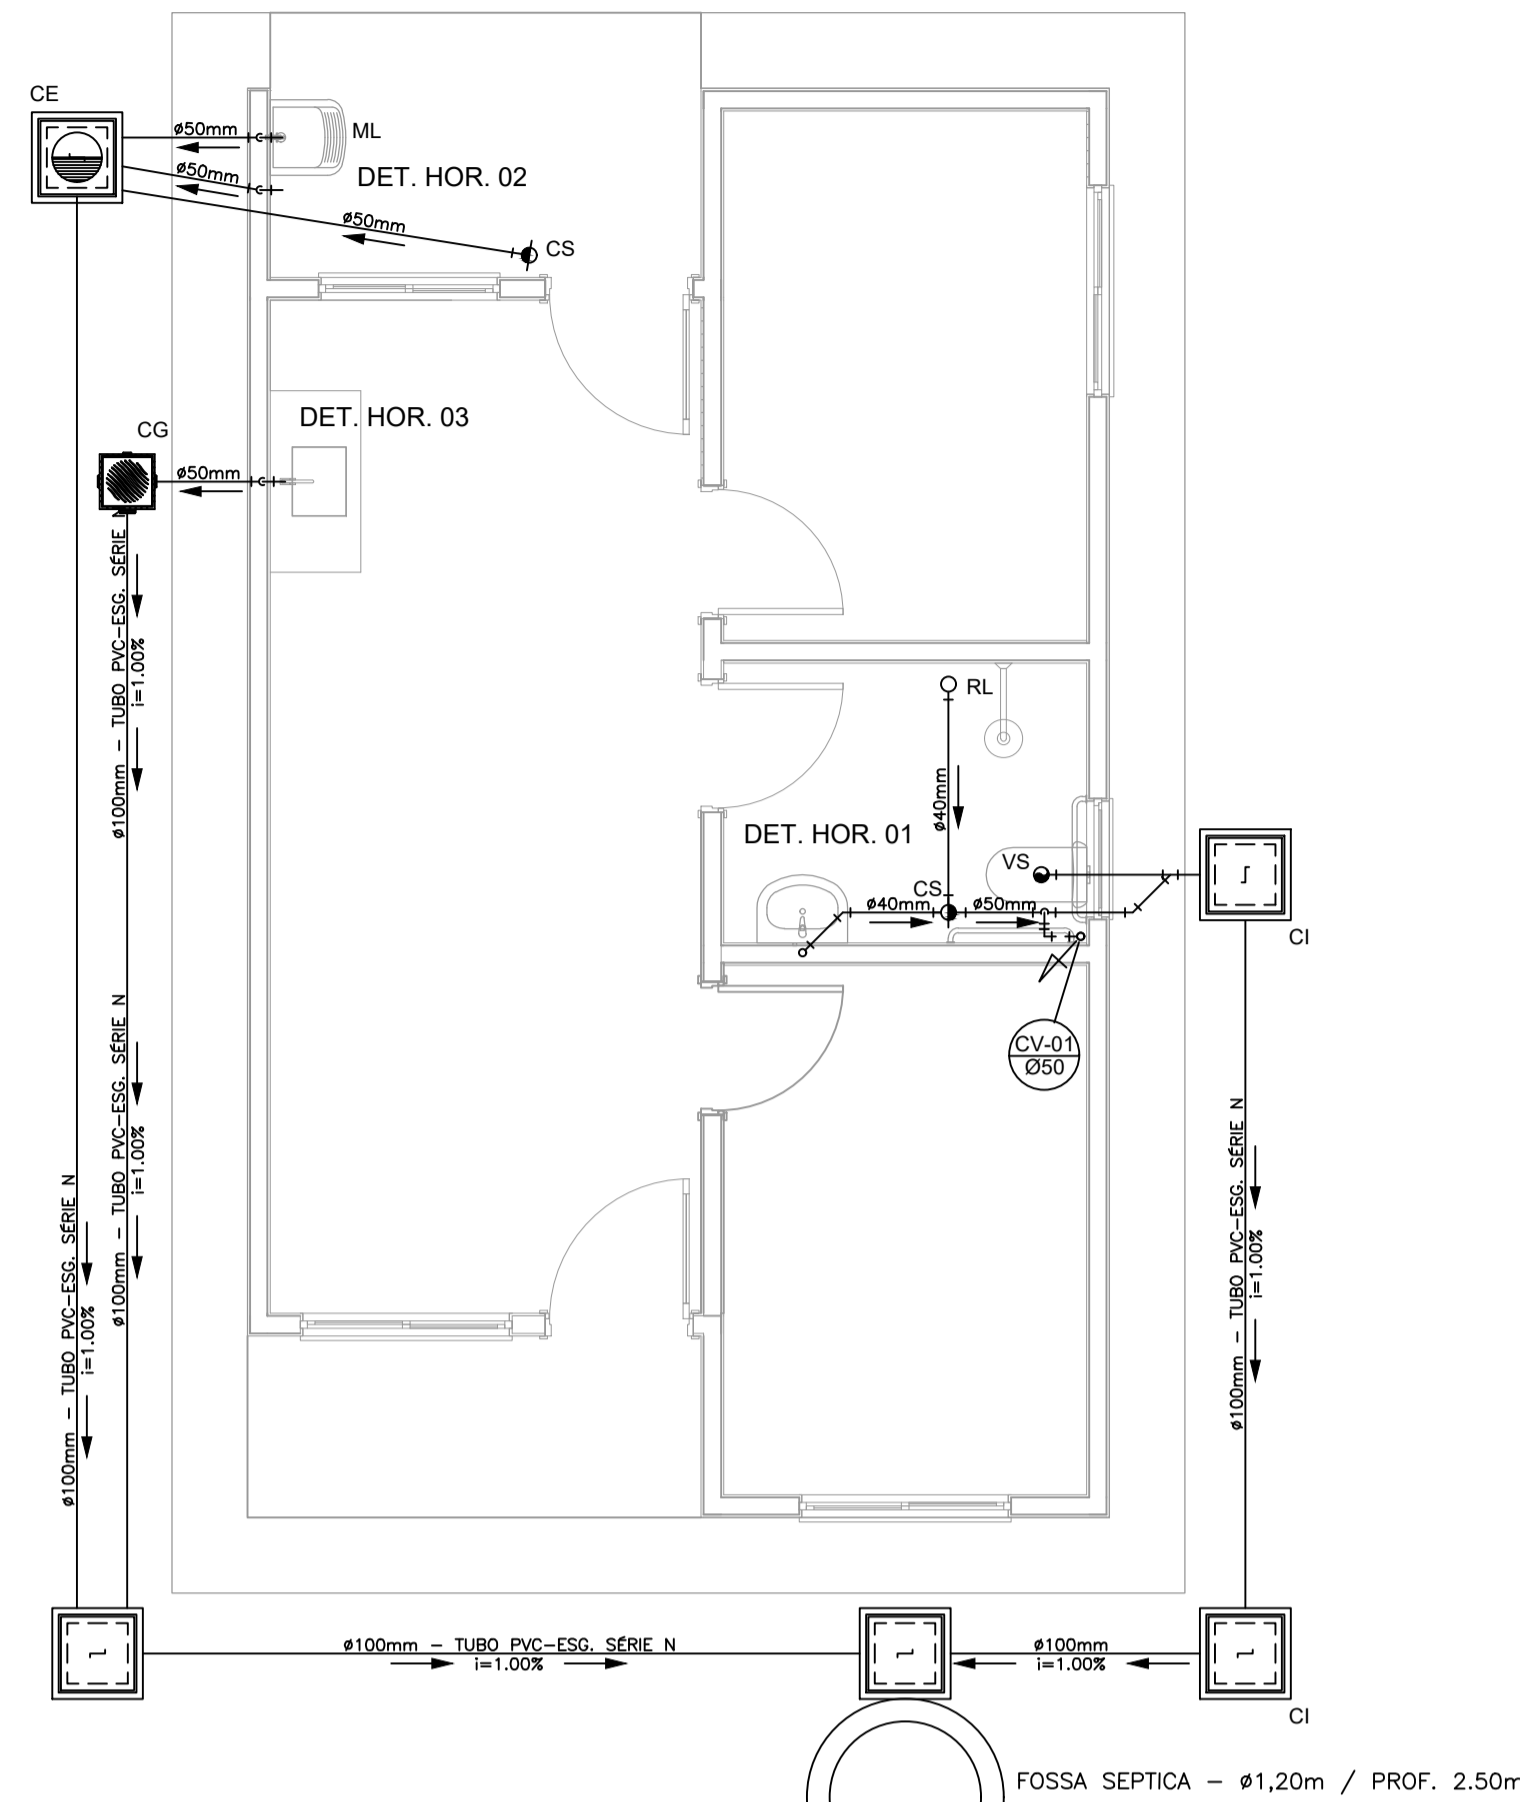 CE
ø50mm
ML
ø50mm
DET. HOR. 02
ø50mm
CS
DET. HOR. 03
CG
ø50mm
ø100mm – TUBO PVC–ESG. SÉRIE N
i=1.00%
RL
ø40mm
DET. HOR. 01
VS
CS
ø40mm
ø50mm
CI
CV-01
Ø50
ø100mm – TUBO PVC–ESG. SÉRIE N
i=1.00%
ø100mm – TUBO PVC–ESG. SÉRIE N
i=1.00%
ø100mm – TUBO PVC–ESG. SÉRIE N
i=1.00%
ø100mm – TUBO PVC–ESG. SÉRIE N
i=1.00%
ø100mm
i=1.00%
CI
FOSSA SEPTICA – ø1,20m / PROF. 2.50m